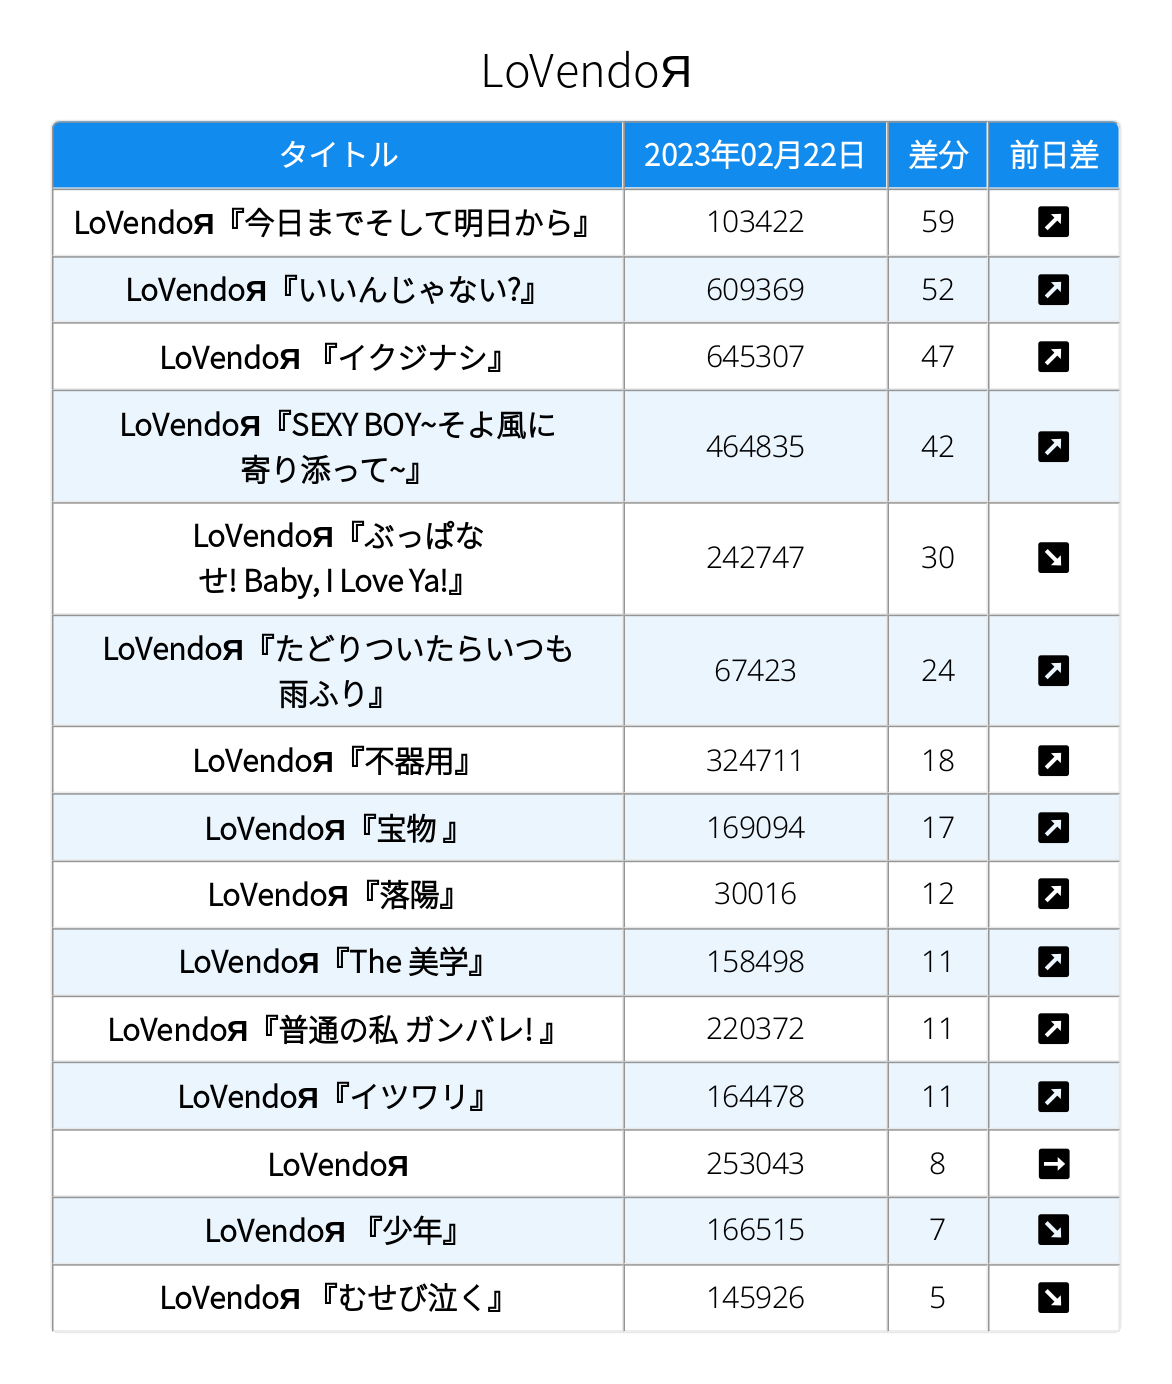 LoVendoЯ
タイトル 2023年02月22日 差分 前日差
LoVendoЯ『今日までそして明日から』 103422 59
LoVendoЯ『いいんじゃない?』 609369 52
LoVendoЯ 『イクジナシ』 645307 47
LoVendoЯ『SEXY BOY~そよ風に
寄り添って~』 464835 42
LoVendoЯ『ぶっぱな
せ! Baby, I Love Ya!』 242747 30
LoVendoЯ『たどりついたらいつも
雨ふり』 67423 24
LoVendoЯ『不器用』 324711 18
LoVendoЯ『宝物 』 169094 17
LoVendoЯ『落陽』 30016 12
LoVendoЯ『The 美学』 158498 11
LoVendoЯ『普通の私 ガンバレ! 』 220372 11
LoVendoЯ『イツワリ』 164478 11
LoVendoЯ 253043 8
LoVendoЯ 『少年』 166515 7
LoVendoЯ 『むせび泣く』 145926 5